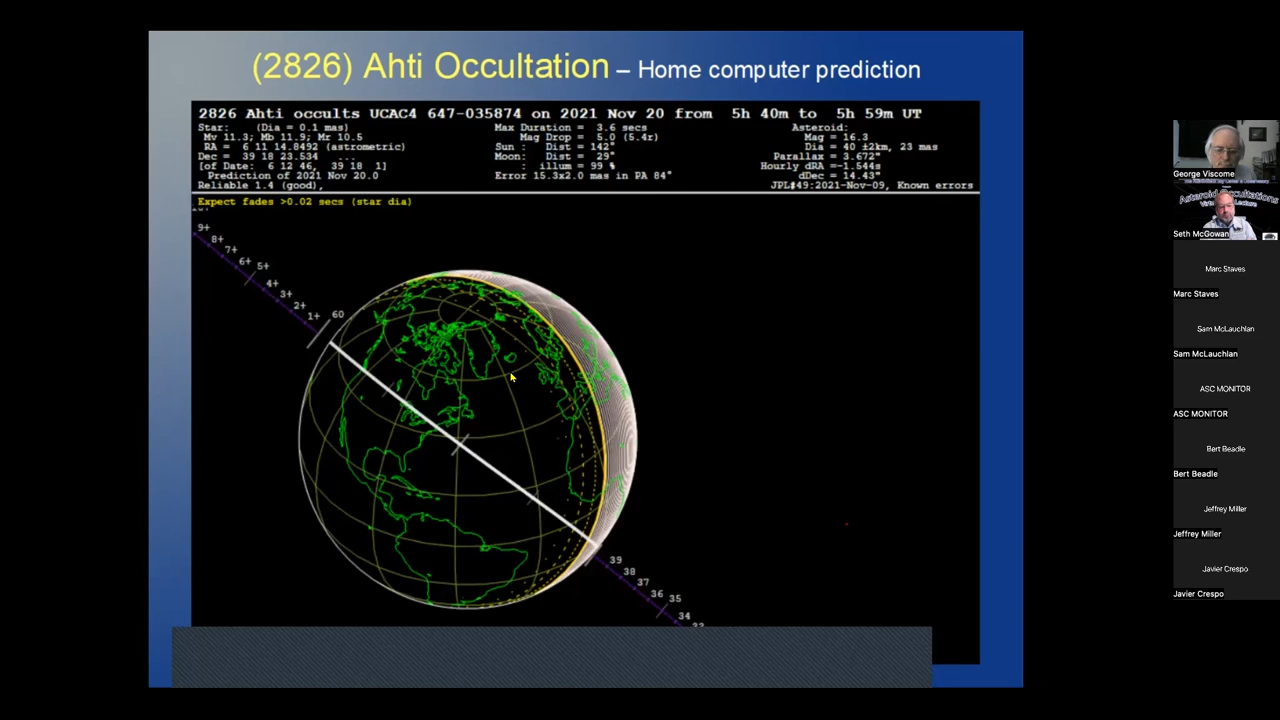 (2826) Ahti Occultation – Home computer prediction
2826 Ahti occults UCAC4 647-035874 on 2021 Nov 20 from 5h 40m to 5h 59m UT
Star: (Dia = 0.1 mas)
Mv 11.3; Mb 11.9; Mr 10.5
RA = 6 11 14.8492 (astrometric)
Dec = 39 18 23.534 ...
[of Date: 6 12 46, 39 18 1]
Prediction of 2021 Nov 20.0
Reliable 1.4 (good),
Max Duration = 3.6 secs
Mag Drop = 5.0 (5.4r)
Sun : Dist = 142°
Moon: Dist = 29°
: illum = 99 %
Error 15.3x2.0 mas in PA 84°
Asteroid:
Mag = 16.3
Dia = 40 ±2km, 23 mas
Parallax = 3.672"
Hourly dRA =-1.544s
dDec = 14.43"
JPL#49:2021-Nov-09, Known errors
Expect fades >0.02 secs (star dia)
9+
8+
7+
6+
5+
4+
3+
2+
1+
60
39
38
37
36
35
34
George Viscome
Asteroid Occultations
Seth McGowan
Marc Staves
Marc Staves
Sam McLauchlan
Sam McLauchlan
ASC MONITOR
ASC MONITOR
Bert Beadle
Bert Beadle
Jeffrey Miller
Jeffrey Miller
Javier Crespo
Javier Crespo